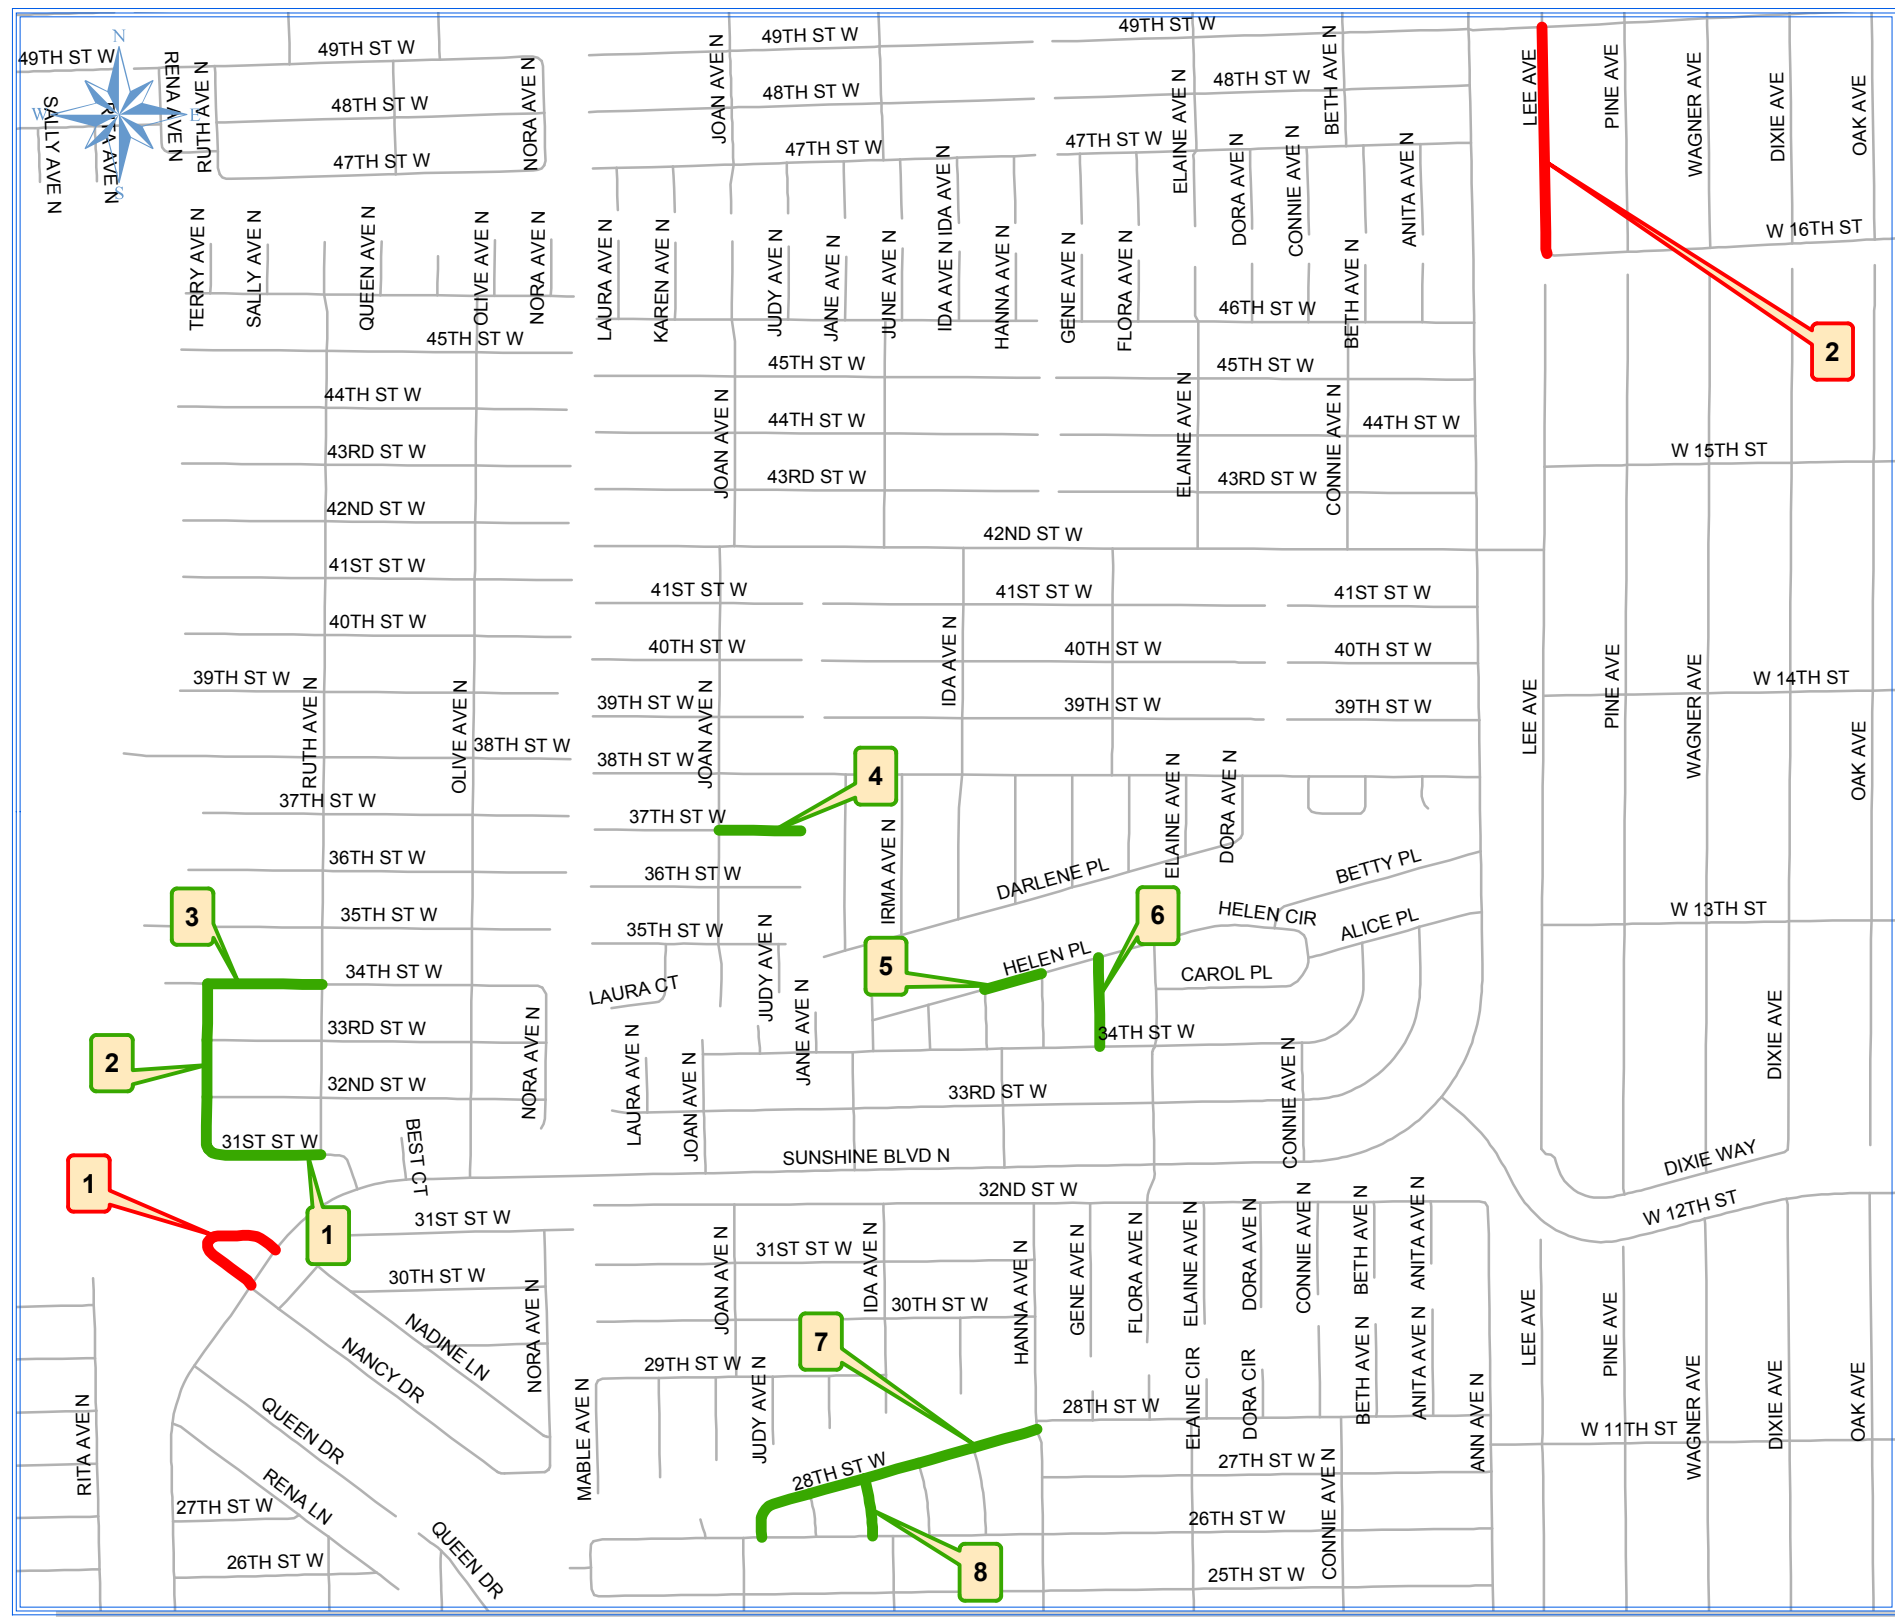 49TH ST W
49TH ST W
49TH ST W
49TH ST W
N
W
E
S
SALLY AVE N
RITA AVE N
RENA AVE N
RUTH AVE N
48TH ST W
47TH ST W
NORA AVE N
JOAN AVE N
48TH ST W
47TH ST W
ELAINE AVE N
48TH ST W
47TH ST W
BETH AVE N
LEE AVE
PINE AVE
WAGNER AVE
DIXIE AVE
OAK AVE
TERRY AVE N
SALLY AVE N
QUEEN AVE N
OLIVE AVE N
NORA AVE N
LAURA AVE N
KAREN AVE N
JUDY AVE N
JANE AVE N
JUNE AVE N
IDA AVE N
IDA AVE N
HANNA AVE N
GENE AVE N
FLORA AVE N
DORA AVE N
CONNIE AVE N
ANITA AVE N
BETH AVE N
W 16TH ST
46TH ST W
2
45TH ST W
45TH ST W
45TH ST W
44TH ST W
44TH ST W
44TH ST W
JOAN AVE N
ELAINE AVE N
CONNIE AVE N
43RD ST W
43RD ST W
43RD ST W
W 15TH ST
42ND ST W
42ND ST W
41ST ST W
41ST ST W
41ST ST W
41ST ST W
40TH ST W
40TH ST W
40TH ST W
40TH ST W
IDA AVE N
39TH ST W
39TH ST W
39TH ST W
39TH ST W
RUTH AVE N
OLIVE AVE N
JOAN AVE N
LEE AVE
PINE AVE
WAGNER AVE
W 14TH ST
OAK AVE
38TH ST W
38TH ST W
4
37TH ST W
37TH ST W
IRMA AVE N
ELAINE AVE N
DORA AVE N
36TH ST W
36TH ST W
DARLENE PL
BETTY PL
3
35TH ST W
35TH ST W
JUDY AVE N
6
HELEN CIR
ALICE PL
W 13TH ST
5
HELEN PL
CAROL PL
34TH ST W
LAURA CT
JANE AVE N
34TH ST W
33RD ST W
NORA AVE N
LAURA AVE N
JOAN AVE N
CONNIE AVE N
DIXIE AVE
2
32ND ST W
33RD ST W
31ST ST W
BEST CT
SUNSHINE BLVD N
DIXIE WAY
1
1
32ND ST W
W 12TH ST
31ST ST W
JOAN AVE N
31ST ST W
IDA AVE N
HANNA AVE N
GENE AVE N
FLORA AVE N
ELAINE AVE N
DORA AVE N
CONNIE AVE N
BETH AVE N
ANITA AVE N
30TH ST W
30TH ST W
NADINE LN
NANCY DR
NORA AVE N
7
29TH ST W
JUDY AVE N
ELAINE CIR
DORA CIR
BETH AVE N
ANITA AVE N
ANN AVE N
LEE AVE
PINE AVE
WAGNER AVE
DIXIE AVE
OAK AVE
RITA AVE N
QUEEN DR
MABLE AVE N
28TH ST W
W 11TH ST
28TH ST W
27TH ST W
RENA LN
27TH ST W
CONNIE AVE N
26TH ST W
QUEEN DR
26TH ST W
8
25TH ST W